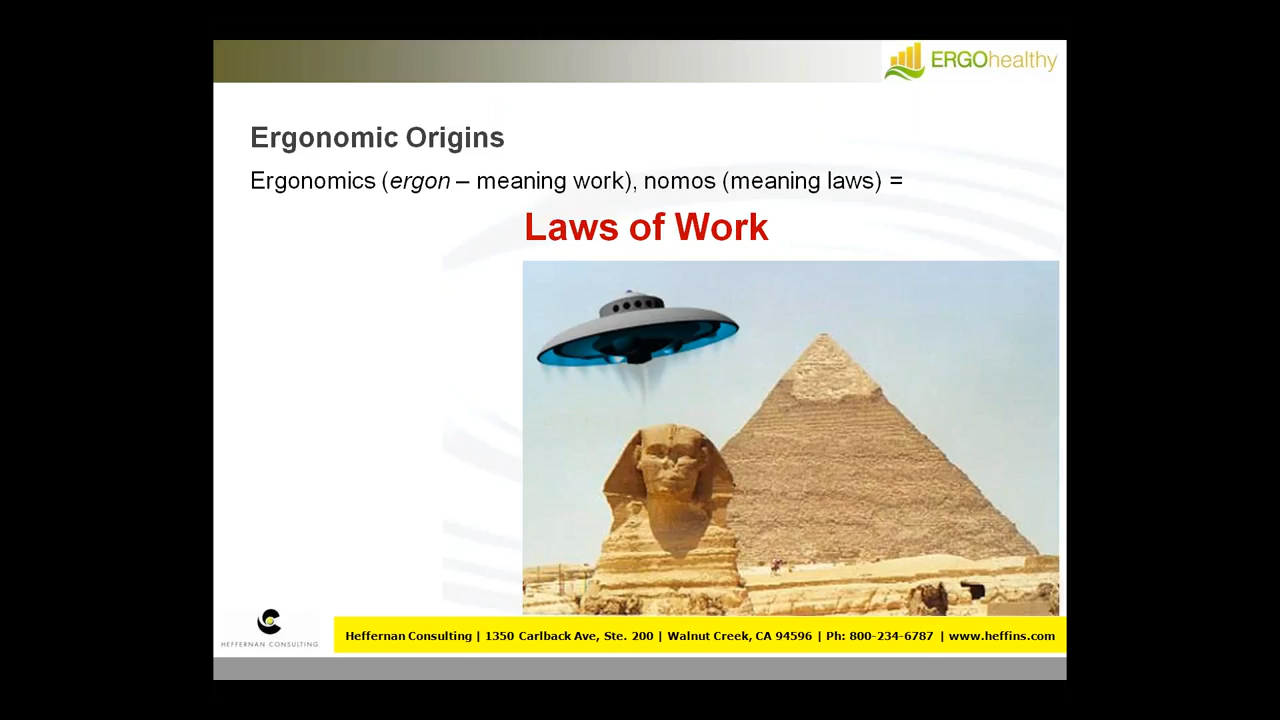 ERGOhealthy
Ergonomic Origins
Ergonomics (ergon – meaning work), nomos (meaning laws) =
Laws of Work
HEFFERNAN CONSULTING
Heffernan Consulting | 1350 Carlback Ave, Ste. 200 | Walnut Creek, CA 94596 | Ph: 800-234-6787 | www.heffins.com